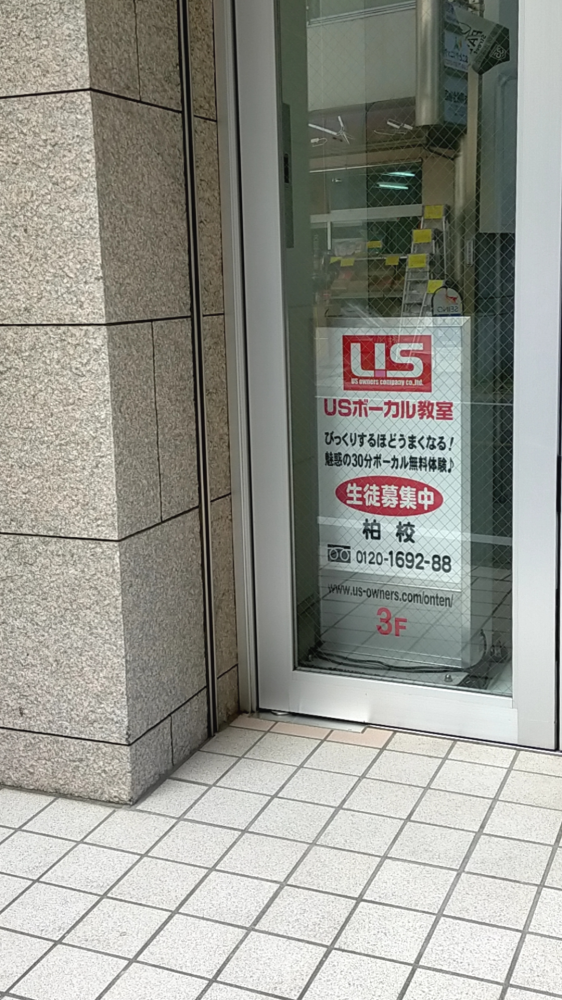 US
US owners company co.,ltd.
USボーカル教室
びっくりするほどうまくなる!
魅惑の30分ボーカル無料体験♪
生徒募集中
柏 校
0120-1692-88
www.us-owners.com/onten/
3F